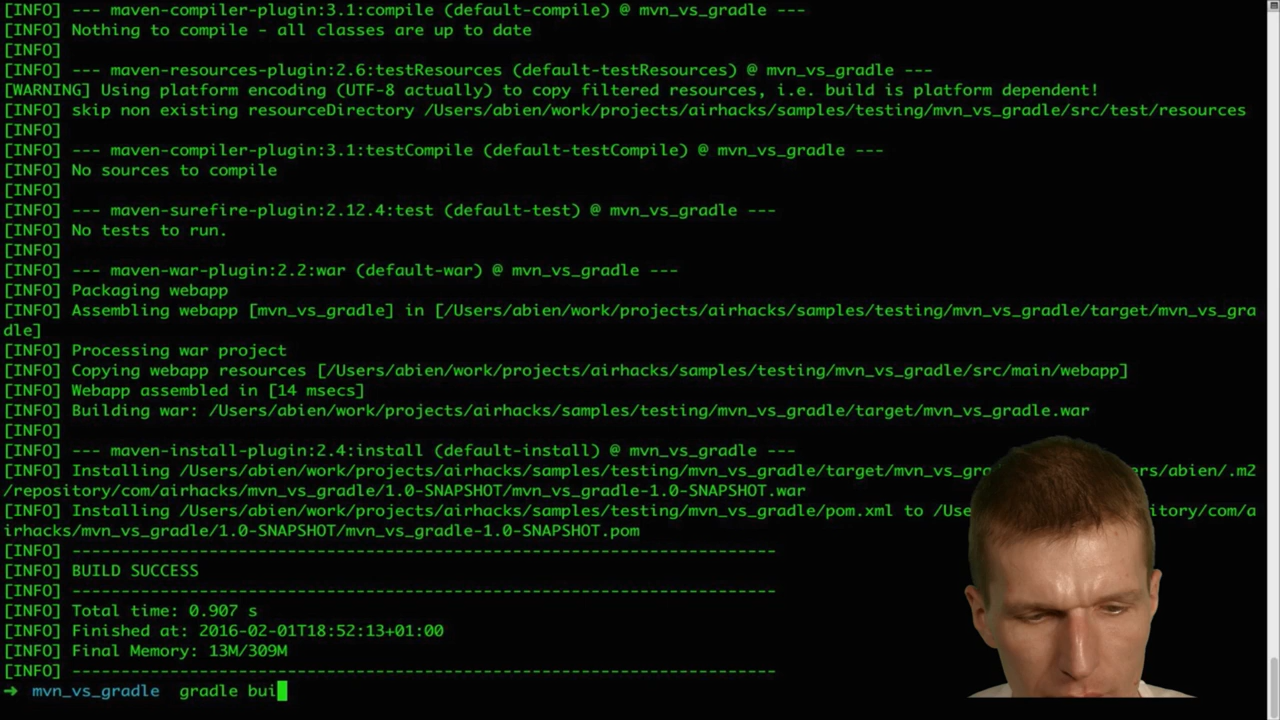 [INFO] --- maven-compiler-plugin:3.1:compile (default-compile) @ mvn_vs_gradle ---
[INFO] Nothing to compile - all classes are up to date
[INFO]
[INFO] --- maven-resources-plugin:2.6:testResources (default-testResources) @ mvn_vs_gradle ---
[WARNING] Using platform encoding (UTF-8 actually) to copy filtered resources, i.e. build is platform dependent!
[INFO] skip non existing resourceDirectory /Users/abien/work/projects/airhacks/samples/testing/mvn_vs_gradle/src/test/resources
[INFO]
[INFO] --- maven-compiler-plugin:3.1:testCompile (default-testCompile) @ mvn_vs_gradle ---
[INFO] No sources to compile
[INFO]
[INFO] --- maven-surefire-plugin:2.12.4:test (default-test) @ mvn_vs_gradle ---
[INFO] No tests to run.
[INFO]
[INFO] --- maven-war-plugin:2.2:war (default-war) @ mvn_vs_gradle ---
[INFO] Packaging webapp
[INFO] Assembling webapp [mvn_vs_gradle] in [/Users/abien/work/projects/airhacks/samples/testing/mvn_vs_gradle/target/mvn_vs_gra
dle]
[INFO] Processing war project
[INFO] Copying webapp resources [/Users/abien/work/projects/airhacks/samples/testing/mvn_vs_gradle/src/main/webapp]
[INFO] Webapp assembled in [14 msecs]
[INFO] Building war: /Users/abien/work/projects/airhacks/samples/testing/mvn_vs_gradle/target/mvn_vs_gradle.war
[INFO]
[INFO] --- maven-install-plugin:2.4:install (default-install) @ mvn_vs_gradle ---
[INFO] Installing /Users/abien/work/projects/airhacks/samples/testing/mvn_vs_gradle/target/mvn_vs_g ers/abien/.m2
/repository/com/airhacks/mvn_vs_gradle/1.0-SNAPSHOT/mvn_vs_gradle-1.0-SNAPSHOT.war
[INFO] Installing /Users/abien/work/projects/airhacks/samples/testing/mvn_vs_gradle/pom.xml to /Use itory/com/a
irhacks/mvn_vs_gradle/1.0-SNAPSHOT/mvn_vs_gradle-1.0-SNAPSHOT.pom
[INFO] ------------------------------------------------------------------------
[INFO] BUILD SUCCESS
[INFO] ------------------------------------------------------------------------
[INFO] Total time: 0.907 s
[INFO] Finished at: 2016-02-01T18:52:13+01:00
[INFO] Final Memory: 13M/309M
[INFO] ------------------------------------------------------------------------
➜ mvn_vs_gradle gradle bui